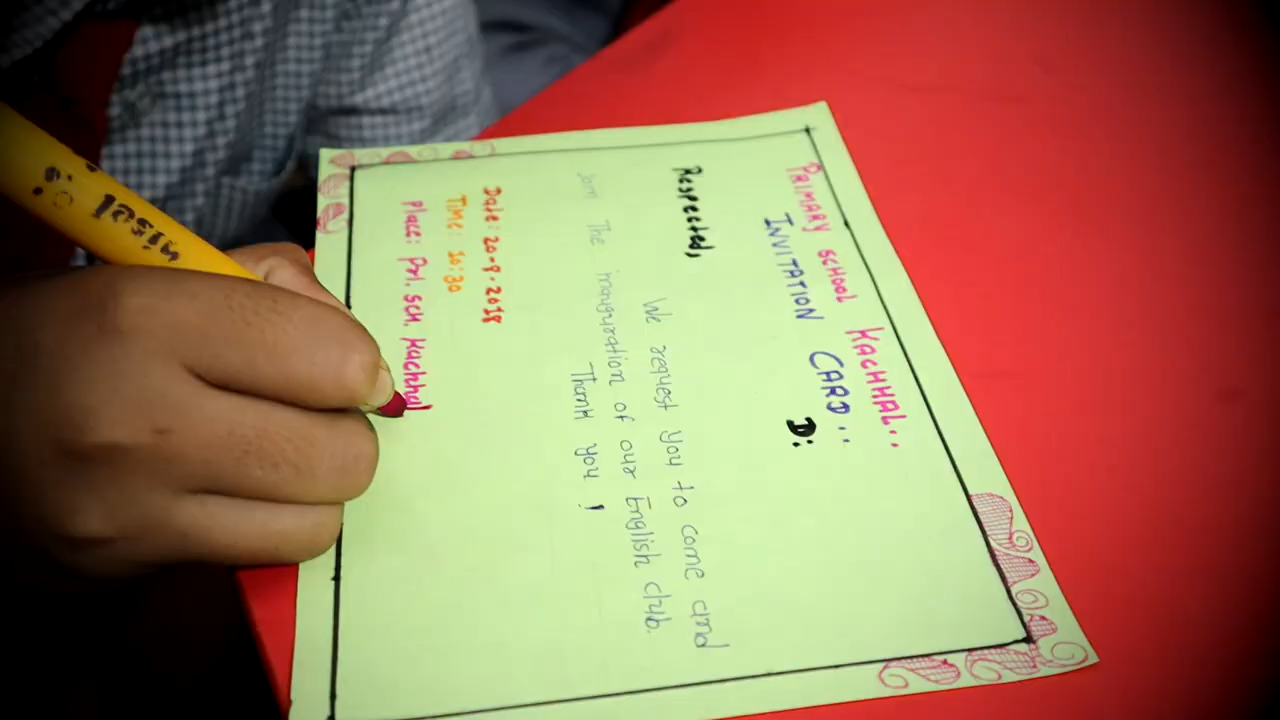 PRIMARY SCHOOL KACHHAL..
INVITATION CARD..
D:
Respected,
We request you to come and
join The inauguration of our English club.
Thank you !
Date: 20-9-2018
Time: 10:30
Place: Pri. Sch. Kachhal